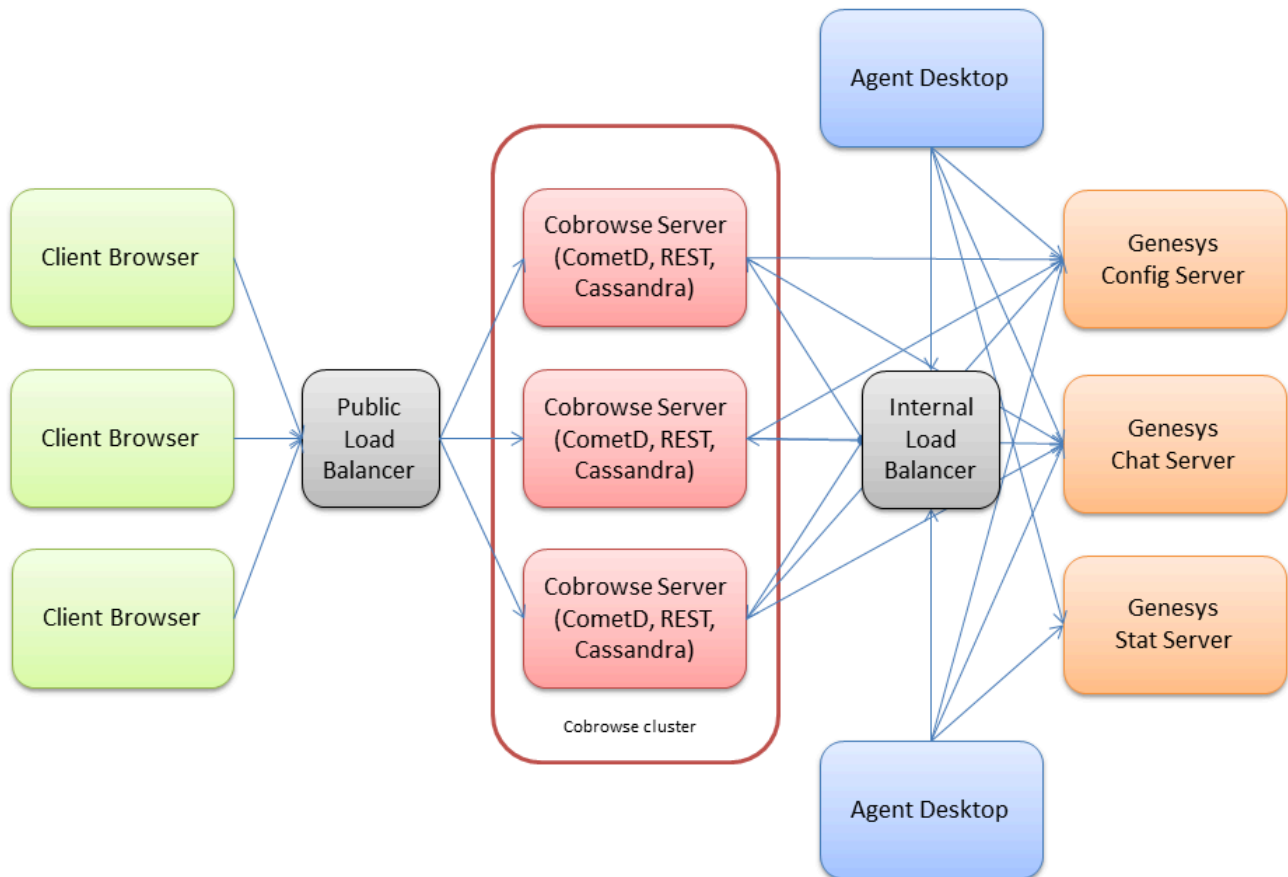 Agent Desktop
Client Browser
Cobrowse Server
(CometD, REST,
Cassandra)
Genesys
Config Server
Client Browser
Public
Load
Balancer
Cobrowse Server
(CometD, REST,
Cassandra)
Internal
Load
Balancer
Genesys
Chat Server
Client Browser
Cobrowse Server
(CometD, REST,
Cassandra)
Genesys
Stat Server
Cobrowse cluster
Agent Desktop